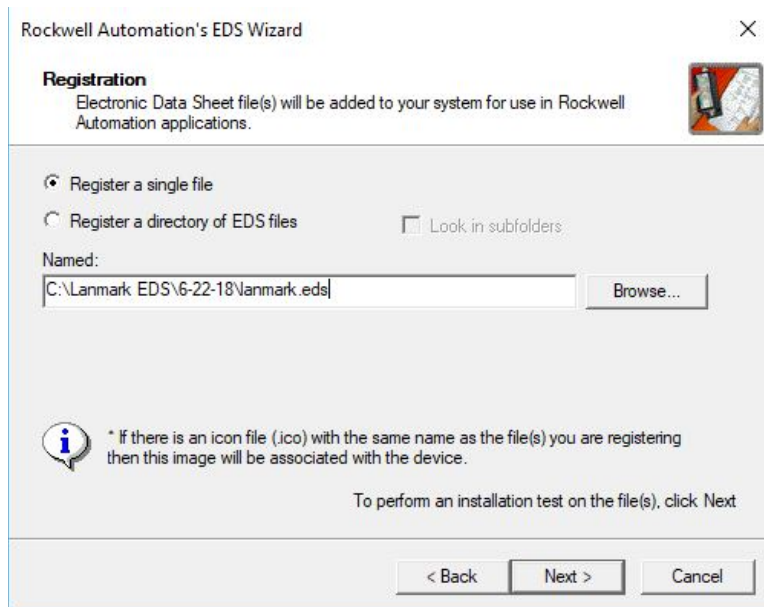 Rockwell Automation's EDS Wizard
Registration
Electronic Data Sheet file(s) will be added to your system for use in Rockwell
Automation applications.
Register a single file
Register a directory of EDS files
Look in subfolders
Named:
C:\Lanmark EDS\6-22-18\lanmark.eds
Browse...
* If there is an icon file (.ico) with the same name as the file(s) you are registering
then this image will be associated with the device.
To perform an installation test on the file(s), click Next
< Back
Next >
Cancel